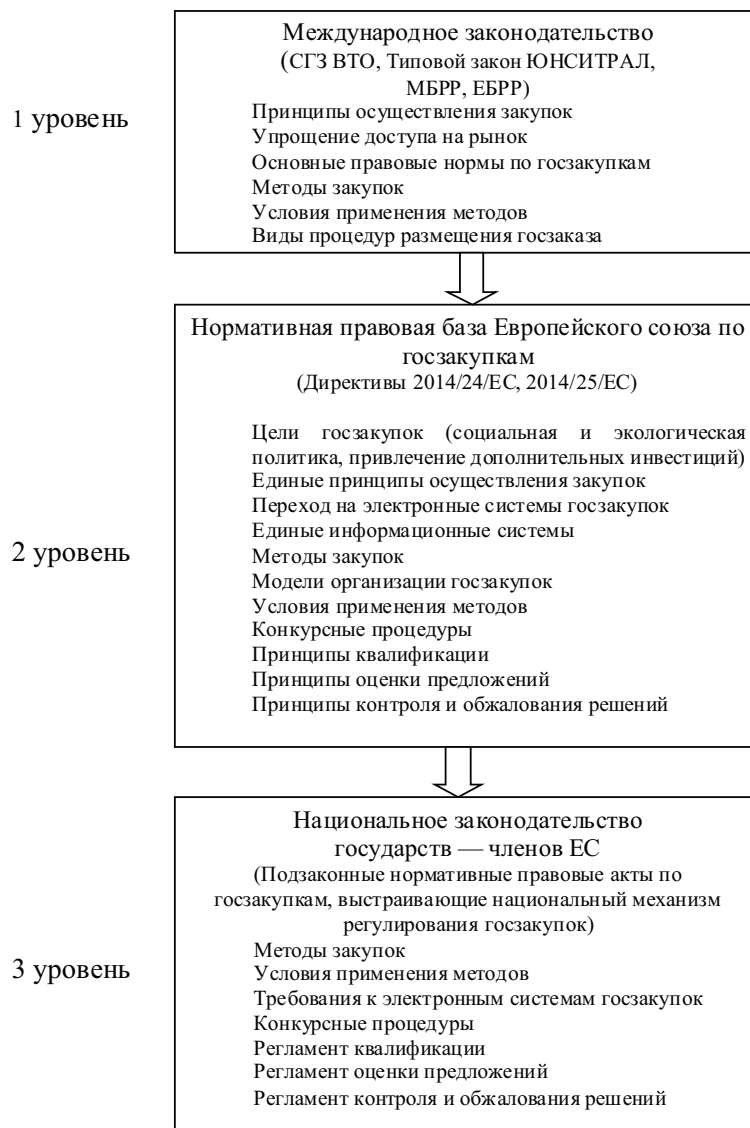 Международное законодательство
(СГЗ ВТО, Типовой закон ЮНСИТРАЛ,
МБРР, ЕБРР)
1 уровень
Принципы осуществления закупок
Упрощение доступа на рынок
Основные правовые нормы по госзакупкам
Методы закупок
Условия применения методов
Виды процедур размещения госзаказа
Нормативная правовая база Европейского союза по
госзакупкам
(Директивы 2014/24/ЕС, 2014/25/ЕС)
2 уровень
Цели госзакупок (социальная и экологическая
политика, привлечение дополнительных инвестиций)
Единые принципы осуществления закупок
Переход на электронные системы госзакупок
Единые информационные системы
Методы закупок
Модели организации госзакупок
Условия применения методов
Конкурсные процедуры
Принципы квалификации
Принципы оценки предложений
Принципы контроля и обжалования решений
Национальное законодательство
государств — членов ЕС
(Подзаконные нормативные правовые акты по
госзакупкам, выстраивающие национальный механизм
регулирования госзакупок)
3 уровень
Методы закупок
Условия применения методов
Требования к электронным системам госзакупок
Конкурсные процедуры
Регламент квалификации
Регламент оценки предложений
Регламент контроля и обжалования решений